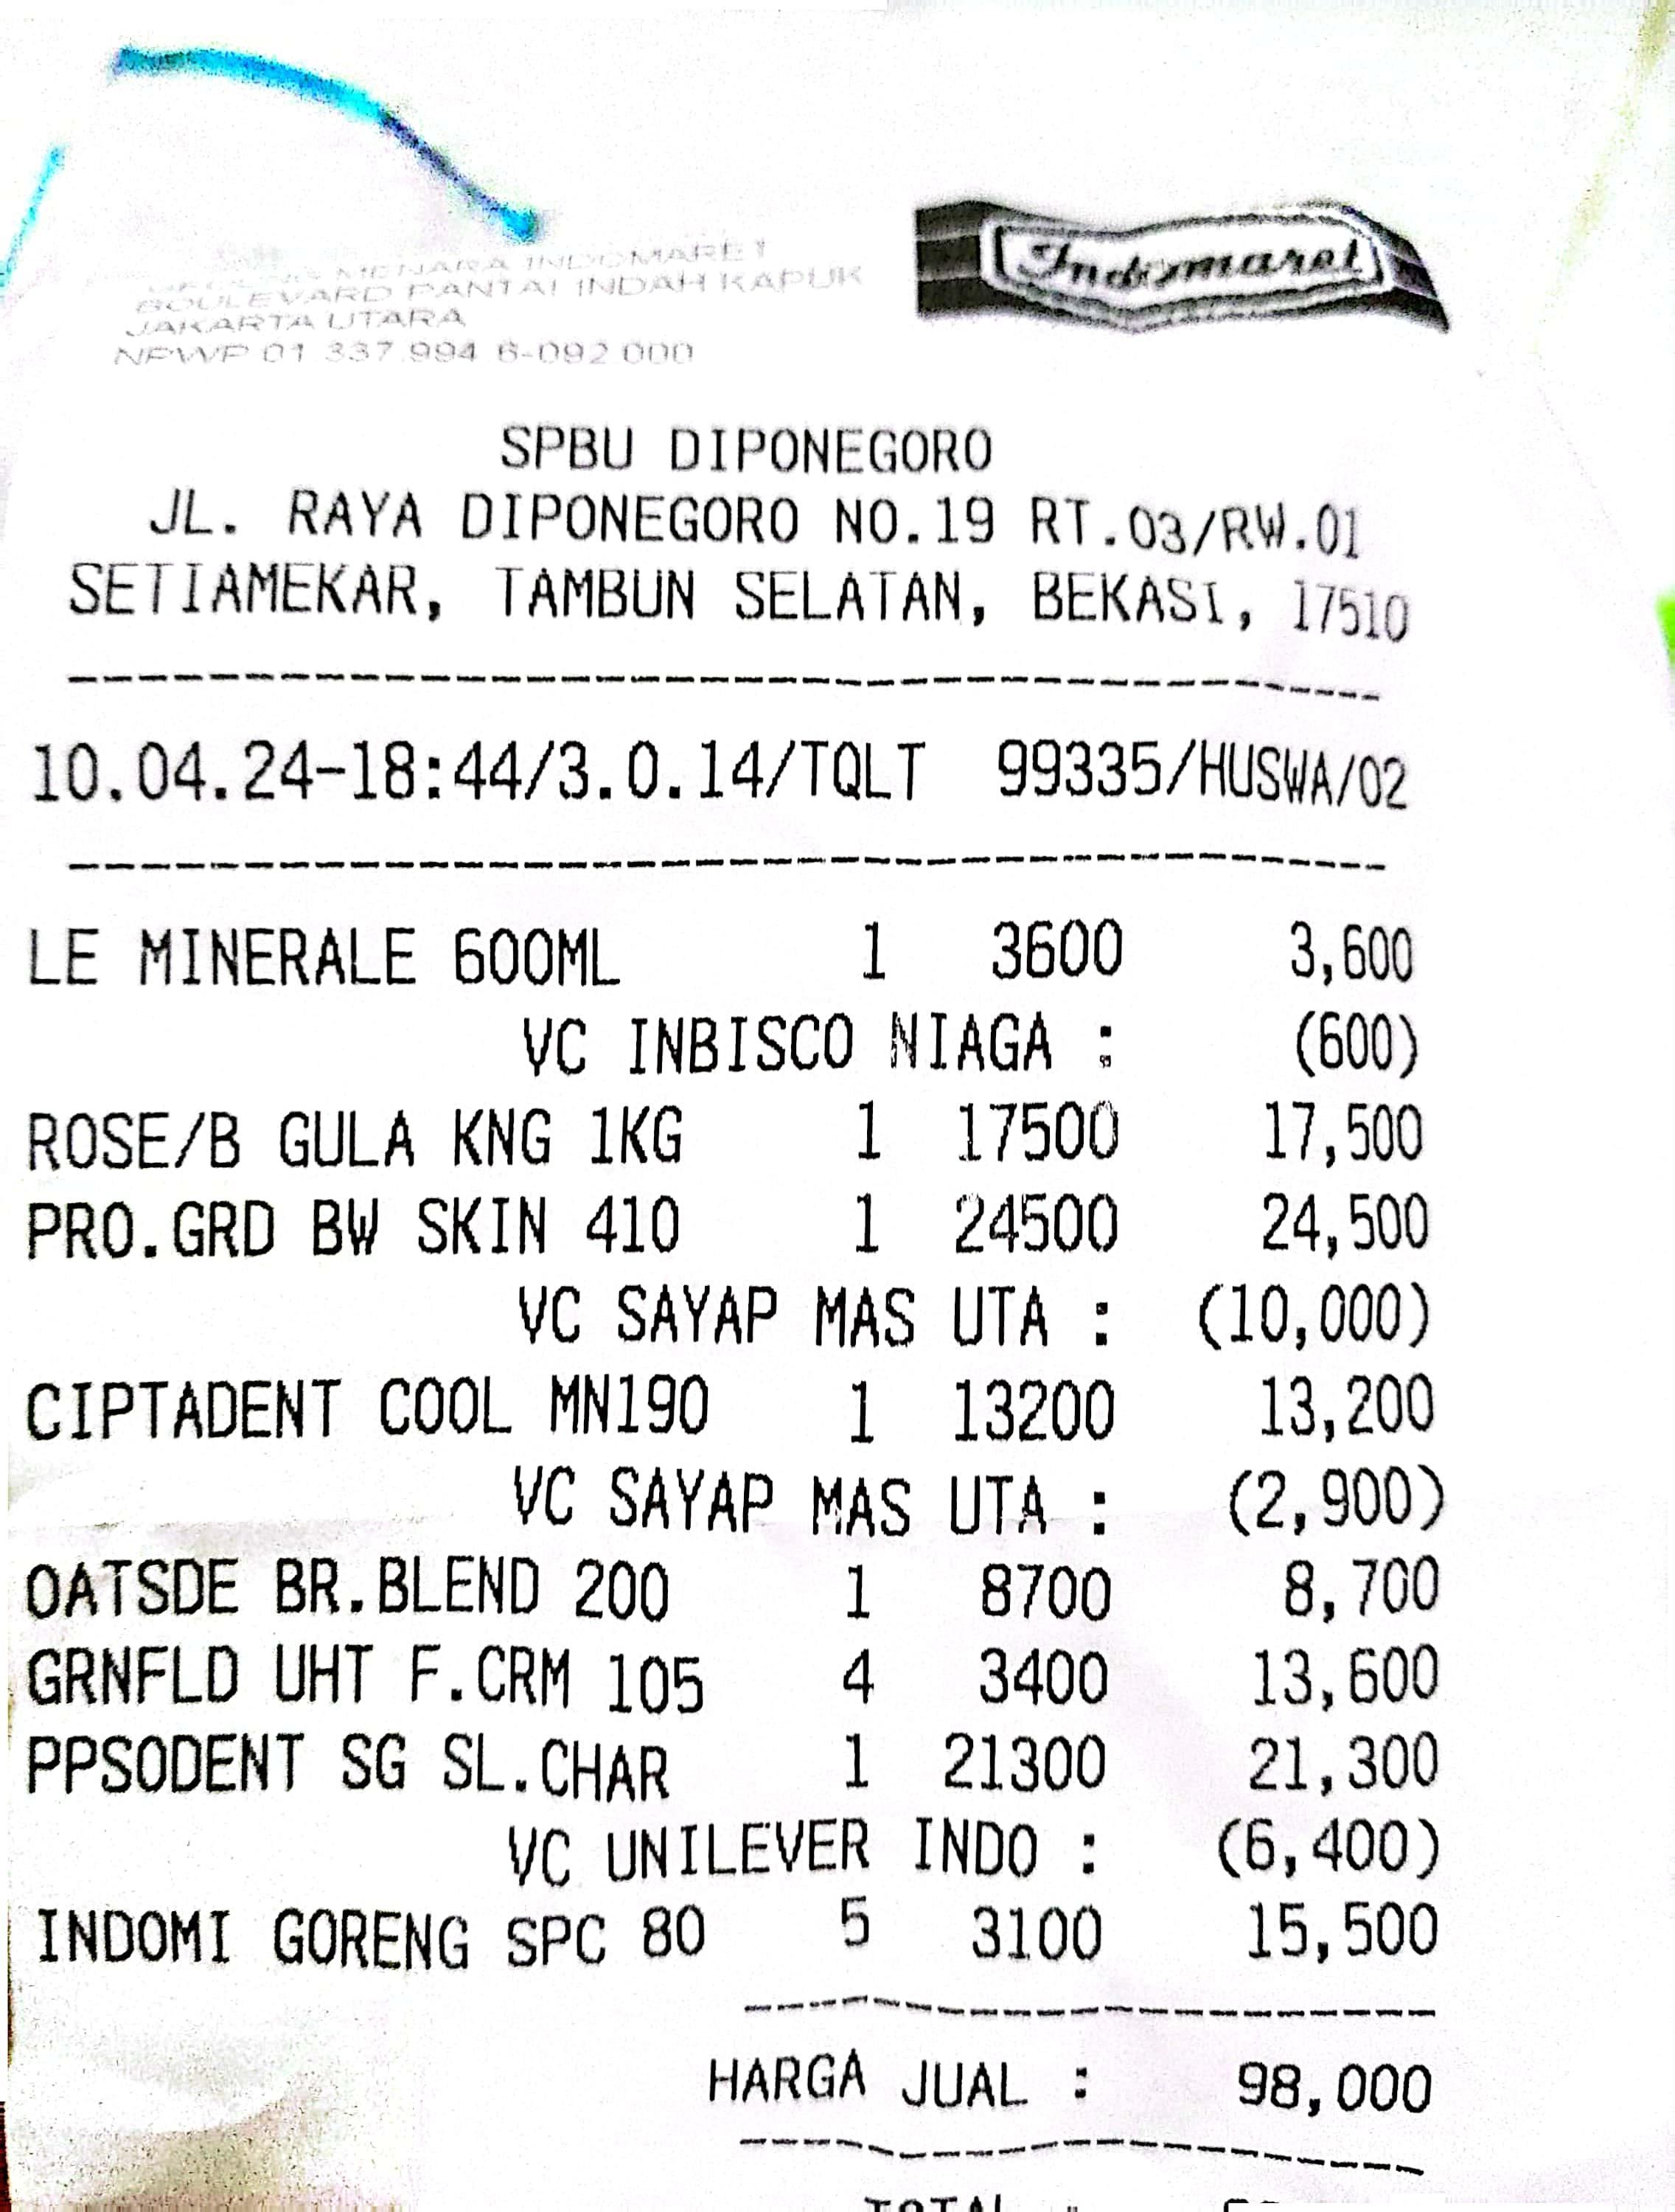 MENARA INDOMARET
BOULEVARD PANTAI INDAH KAPUK
JAKARTA UTARA
NPWP 01 337 994 6-092 000
Indomaret
SPBU DIPONEGORO
JL. RAYA DIPONEGORO NO.19 RT.03/RW.01
SETIAMEKAR, TAMBUN SELATAN, BEKASI, 17510
10.04.24-18:44/3.0.14/TQLT 99335/HUSWA/02
LE MINERALE 600ML 1 3600 3,600
VC INBISCO NIAGA : (600)
ROSE/B GULA KNG 1KG 1 17500 17,500
PRO.GRD BW SKIN 410 1 24500 24,500
VC SAYAP MAS UTA : (10,000)
CIPTADENT COOL MN190 1 13200 13,200
VC SAYAP MAS UTA : (2,900)
OATSDE BR.BLEND 200 1 8700 8,700
GRNFLD UHT F.CRM 105 4 3400 13,600
PPSODENT SG SL.CHAR 1 21300 21,300
VC UNILEVER INDO : (6,400)
INDOMI GORENG SPC 80 5 3100 15,500
HARGA JUAL : 98,000
TOTAL :